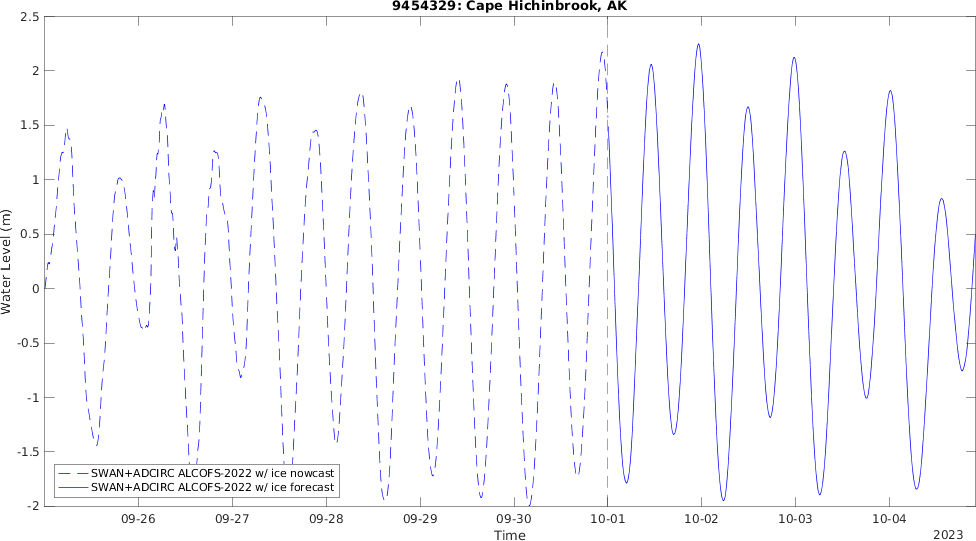 9454329: Cape Hichinbrook, AK
2.5
2
1.5
1
0.5
0
-0.5
-1
-1.5
-2
Water Level (m)
SWAN+ADCIRC ALCOFS-2022 w/ ice nowcast
SWAN+ADCIRC ALCOFS-2022 w/ ice forecast
09-26 09-27 09-28 09-29 09-30 10-01 10-02 10-03 10-04
Time
2023